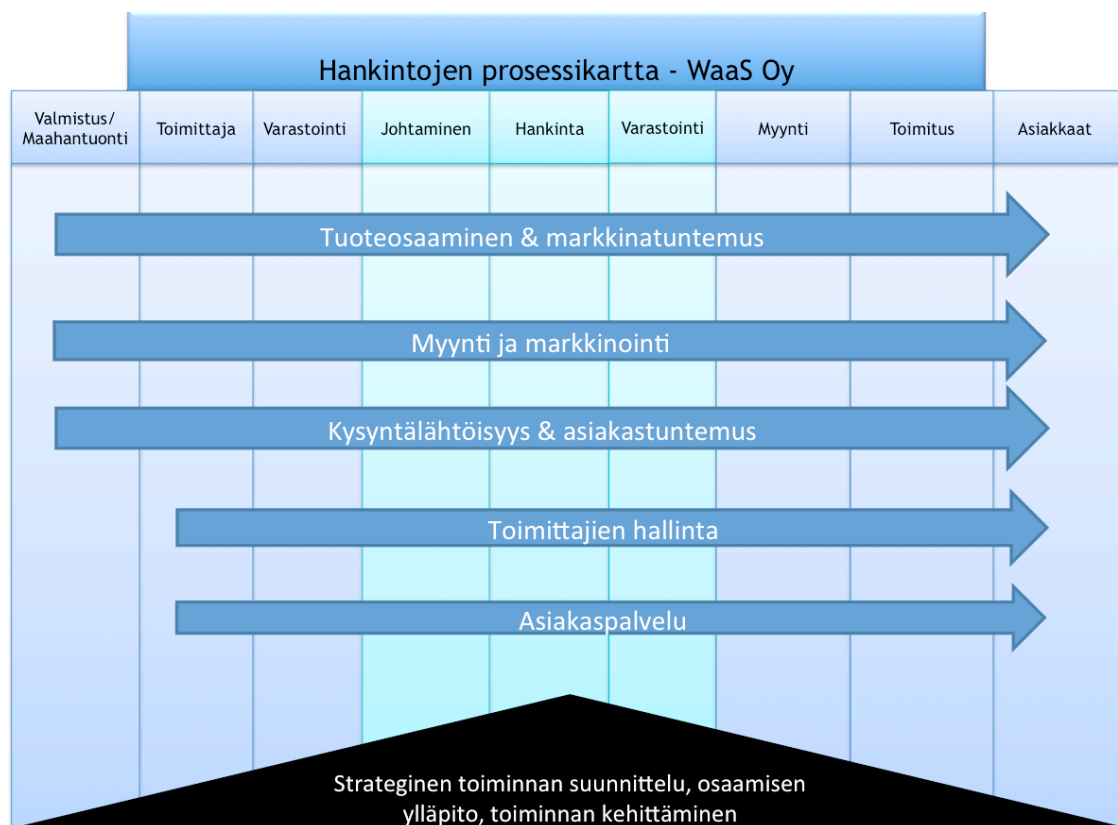 Hankintojen prosessikartta - WaaS Oy
Valmistus/
Maahantuonti
Toimittaja
Varastointi
Johtaminen
Hankinta
Varastointi
Myynti
Toimitus
Asiakkaat
Tuoteosaaminen & markkinatuntemus
Myynti ja markkinointi
Kysyntälähtöisyys & asiakastuntemus
Toimittajien hallinta
Asiakaspalvelu
Strateginen toiminnan suunnittelu, osaamisen
ylläpito, toiminnan kehittäminen